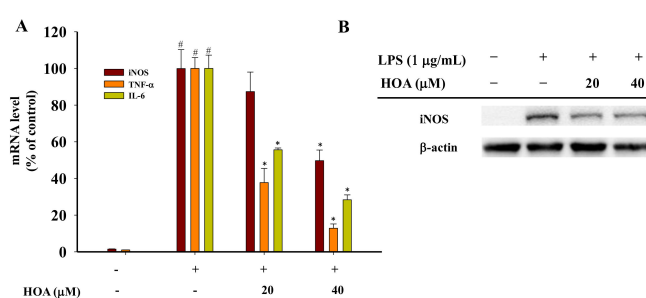 A
B
120
100
80
60
40
20
0
mRNA level
(% of control)
iNOS
TNF-α
IL-6
# # #
* *
* * *
- + + +
HOA (μM) - - 20 40
LPS (1 μg/mL) – + + +
HOA (μM) – – 20 40
iNOS
β-actin